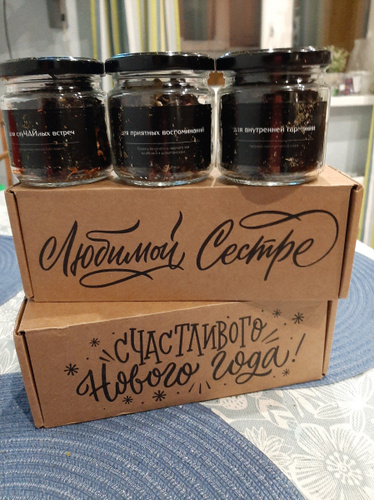 для случАЙных встреч
для приятных воспоминаний
для внутренней гармонии
Любимой Сестре
СЧАСТЛИВОГО
Нового года!